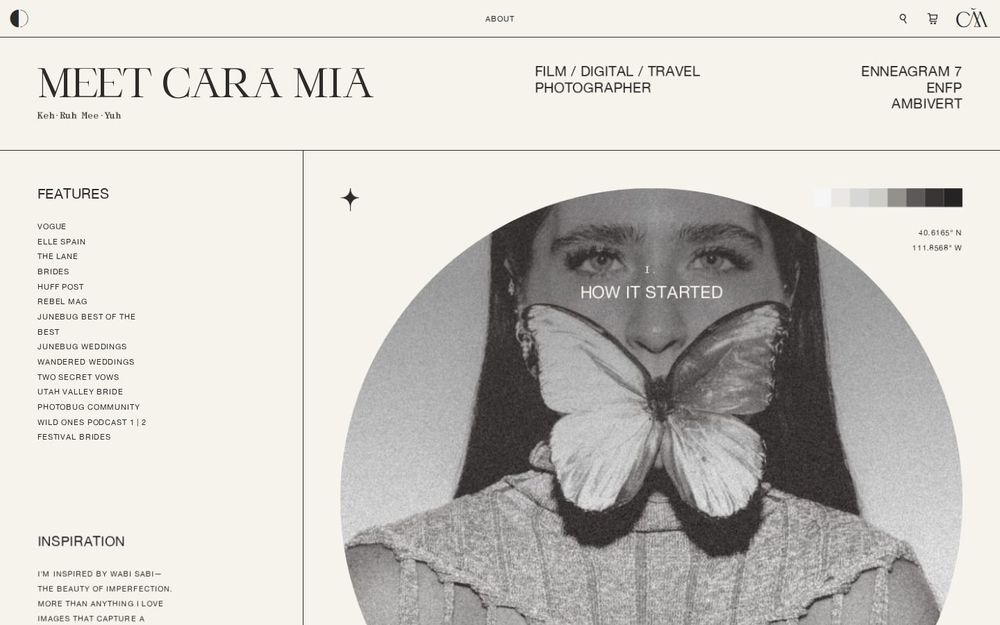 ABOUT
CM
MEET CARA MIA
Keh·Ruh Mee·Yuh
FILM / DIGITAL / TRAVEL
PHOTOGRAPHER
ENNEAGRAM 7
ENFP
AMBIVERT
FEATURES
VOGUE
ELLE SPAIN
THE LANE
BRIDES
HUFF POST
REBEL MAG
JUNEBUG BEST OF THE
BEST
JUNEBUG WEDDINGS
WANDERED WEDDINGS
TWO SECRET VOWS
UTAH VALLEY BRIDE
PHOTOBUG COMMUNITY
WILD ONES PODCAST 1 | 2
FESTIVAL BRIDES
INSPIRATION
I'M INSPIRED BY WABI SABI—
THE BEAUTY OF IMPERFECTION.
MORE THAN ANYTHING I LOVE
IMAGES THAT CAPTURE A
I.
HOW IT STARTED
40.6165° N
111.8568° W